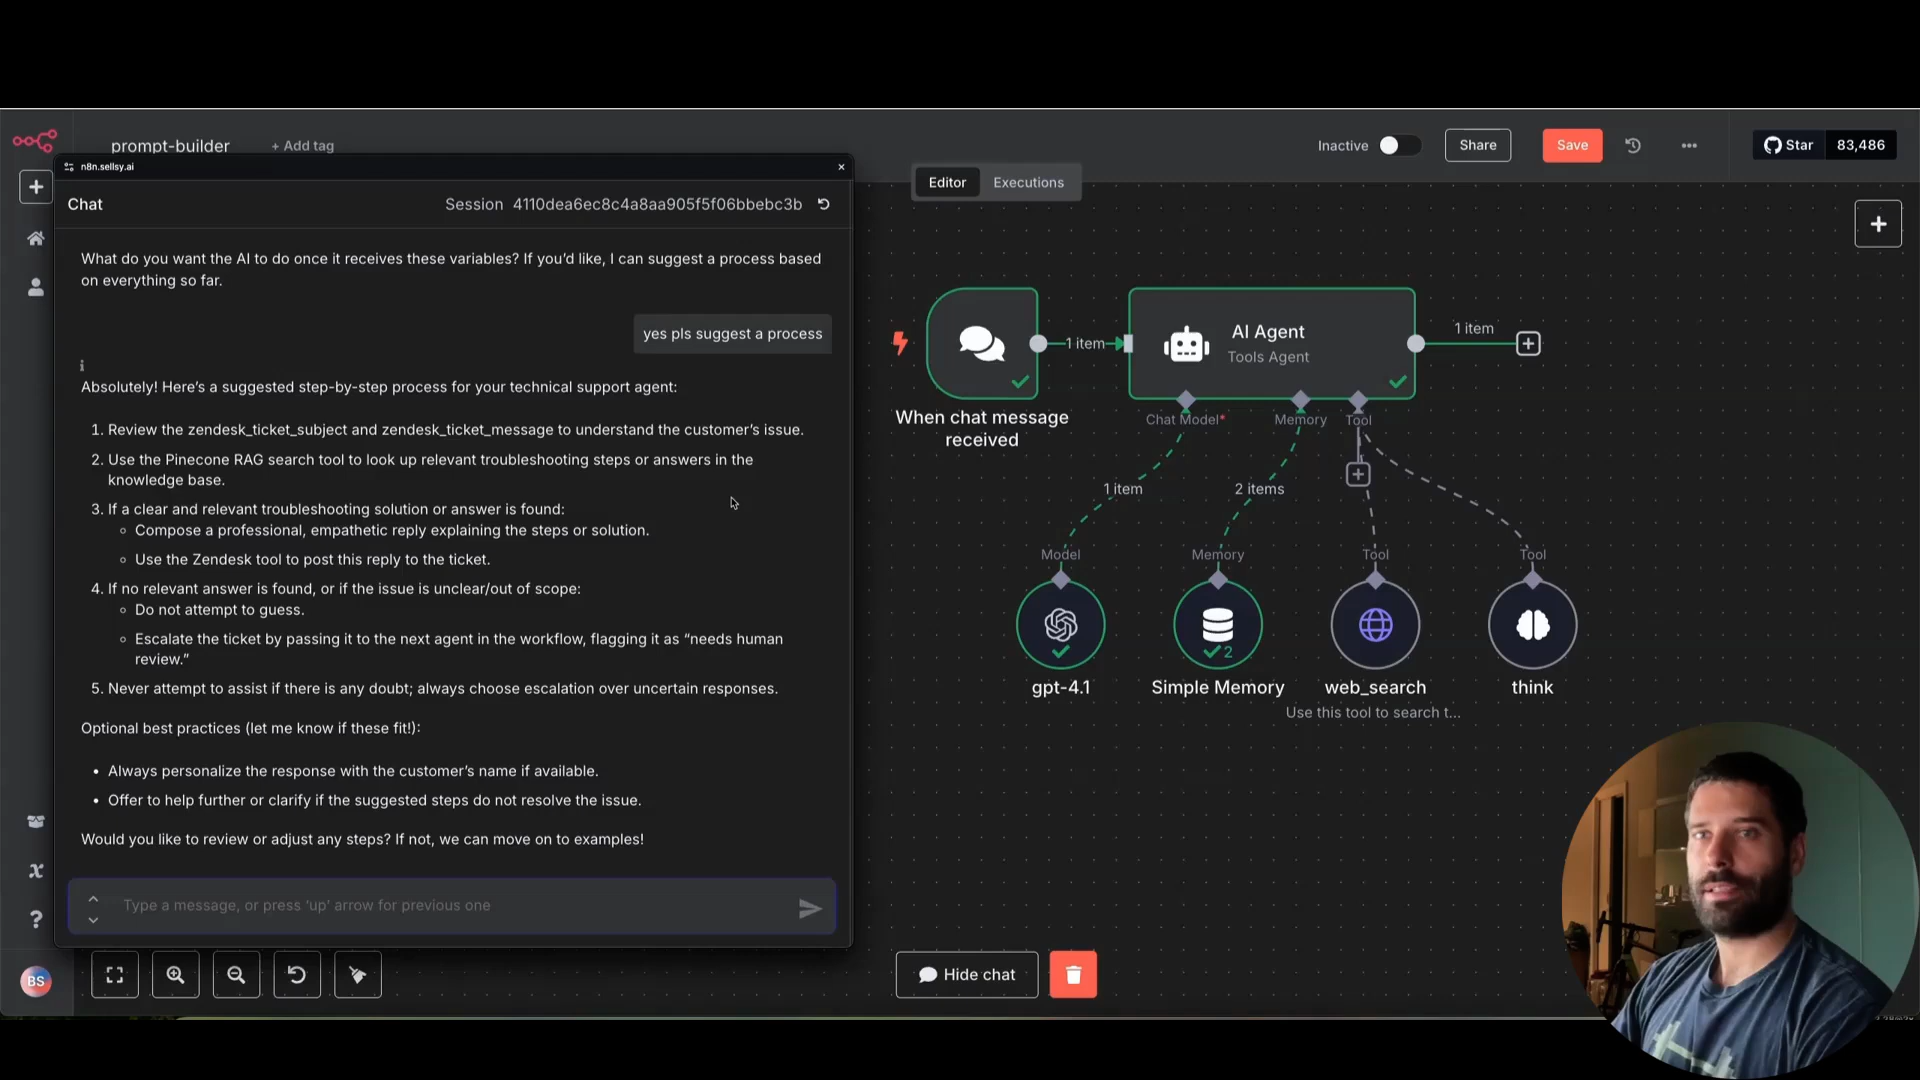 prompt-builder
+ Add tag
Inactive
Share
Save
Star
83,486
n8n.sellsy.ai
Editor
Executions
Chat
Session 4110dea6ec8c4a8aa905f5f06bbebc3b
What do you want the AI to do once it receives these variables? If you’d like, I can suggest a process based
on everything so far.
yes pls suggest a process
Absolutely! Here’s a suggested step-by-step process for your technical support agent:
1. Review the zendesk_ticket_subject and zendesk_ticket_message to understand the customer’s issue.
2. Use the Pinecone RAG search tool to look up relevant troubleshooting steps or answers in the
knowledge base.
3. If a clear and relevant troubleshooting solution or answer is found:
Compose a professional, empathetic reply explaining the steps or solution.
Use the Zendesk tool to post this reply to the ticket.
4. If no relevant answer is found, or if the issue is unclear/out of scope:
Do not attempt to guess.
Escalate the ticket by passing it to the next agent in the workflow, flagging it as “needs human
review.”
5. Never attempt to assist if there is any doubt; always choose escalation over uncertain responses.
Optional best practices (let me know if these fit!):
• Always personalize the response with the customer’s name if available.
• Offer to help further or clarify if the suggested steps do not resolve the issue.
Would you like to review or adjust any steps? If not, we can move on to examples!
Type a message, or press ‘up’ arrow for previous one
BS
1 item
AI Agent
Tools Agent
1 item
When chat message
received
Chat Model*
Memory
Tool
1 item
2 items
Model
Memory
Tool
Tool
2
gpt-4.1
Simple Memory
web_search
think
Use this tool to search t...
Hide chat